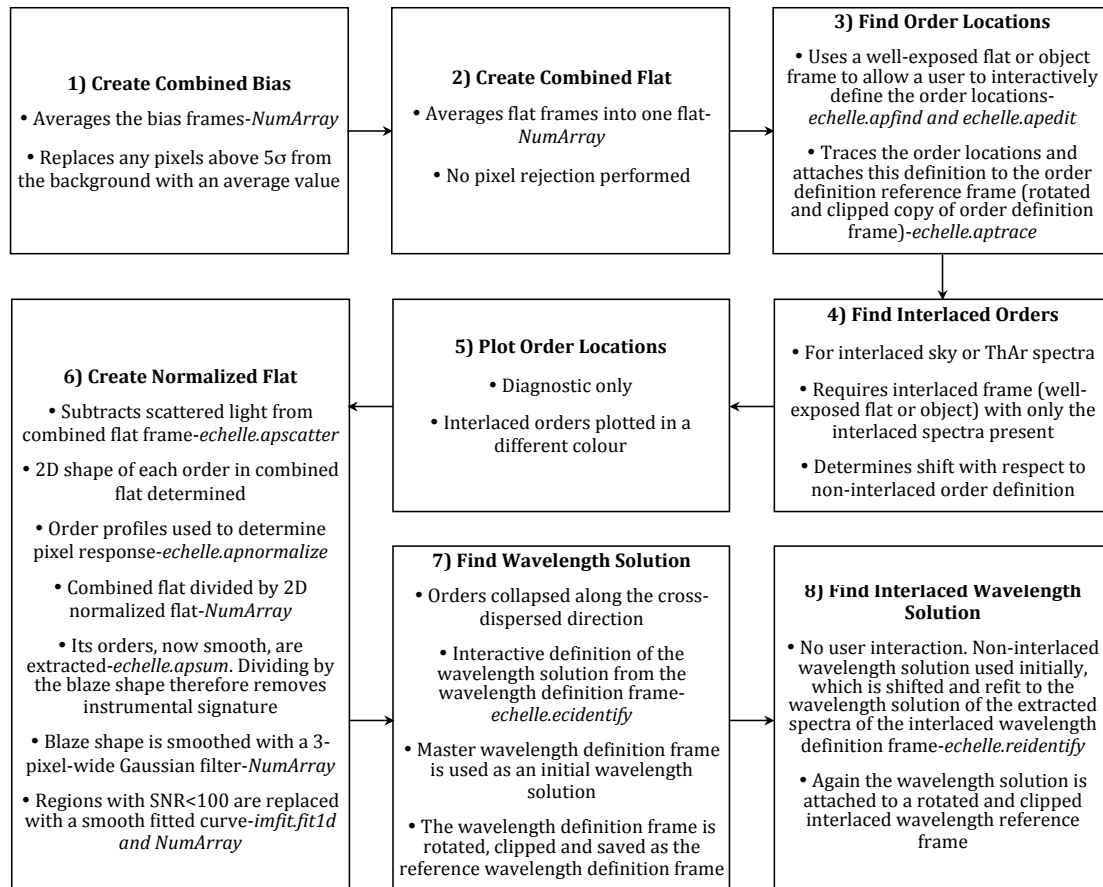 1) Create Combined Bias
• Averages the bias frames-NumArray
• Replaces any pixels above 5σ from
the background with an average value
2) Create Combined Flat
• Averages flat frames into one flat-
NumArray
• No pixel rejection performed
3) Find Order Locations
• Uses a well-exposed flat or object
frame to allow a user to interactively
define the order locations-
echelle.apfind and echelle.apedit
• Traces the order locations and
attaches this definition to the order
definition reference frame (rotated
and clipped copy of order definition
frame)-echelle.aptrace
4) Find Interlaced Orders
• For interlaced sky or ThAr spectra
• Requires interlaced frame (well-
exposed flat or object) with only the
interlaced spectra present
• Determines shift with respect to
non-interlaced order definition
5) Plot Order Locations
• Diagnostic only
• Interlaced orders plotted in a
different colour
6) Create Normalized Flat
• Subtracts scattered light from
combined flat frame-echelle.apscatter
• 2D shape of each order in combined
flat determined
• Order profiles used to determine
pixel response-echelle.apnormalize
• Combined flat divided by 2D
normalized flat-NumArray
• Its orders, now smooth, are
extracted-echelle.apsum. Dividing by
the blaze shape therefore removes
instrumental signature
• Blaze shape is smoothed with a 3-
pixel-wide Gaussian filter-NumArray
• Regions with SNR<100 are replaced
with a smooth fitted curve-imfit.fit1d
and NumArray
7) Find Wavelength Solution
• Orders collapsed along the cross-
dispersed direction
• Interactive definition of the
wavelength solution from the
wavelength definition frame-
echelle.ecidentify
• Master wavelength definition frame
is used as an initial wavelength
solution
• The wavelength definition frame is
rotated, clipped and saved as the
reference wavelength definition frame
8) Find Interlaced Wavelength
Solution
• No user interaction. Non-interlaced
wavelength solution used initially,
which is shifted and refit to the
wavelength solution of the extracted
spectra of the interlaced wavelength
definition frame-echelle.reidentify
• Again the wavelength solution is
attached to a rotated and clipped
interlaced wavelength reference
frame